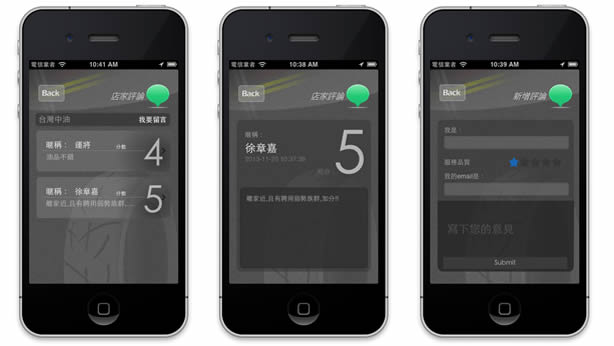 電信業者 10:41 AM
Back
店家評論
台灣中油 我要留言
暱稱： 運將 分數 4
油品不錯
暱稱： 徐章嘉 分數 5
離家近,且有聘用弱勢族群,...
電信業者 10:38 AM
Back
店家評論
暱稱：
徐章嘉
2013-11-20 10:37:38
給分 5
離家近,且有聘用弱勢族群,加分!!
電信業者 10:39 AM
Back
新增評論
我是
服務品質
我的email是
寫下您的意見
Submit